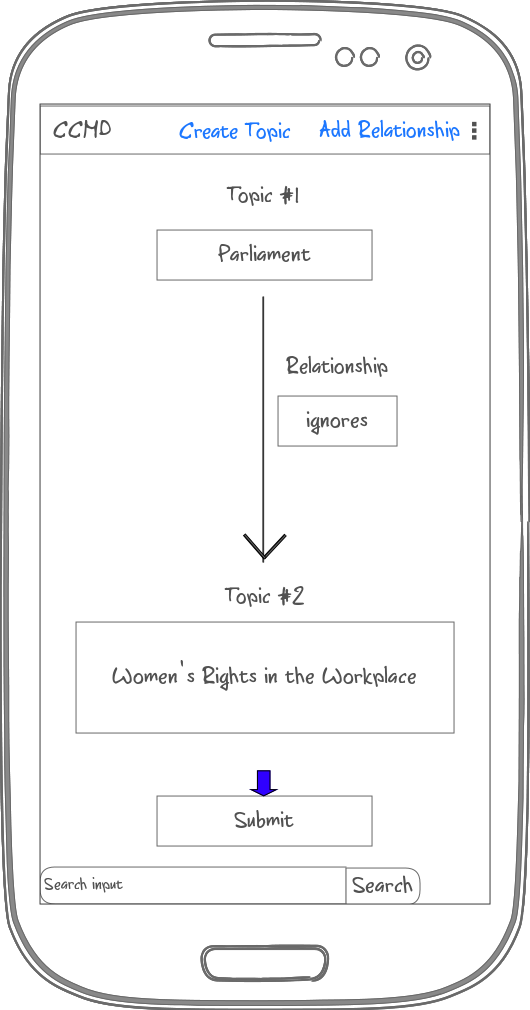 CCMD
Create Topic
Add Relationship
Topic #1
Parliament
Relationship
ignores
Topic #2
Women's Rights in the Workplace
Submit
Search input
Search